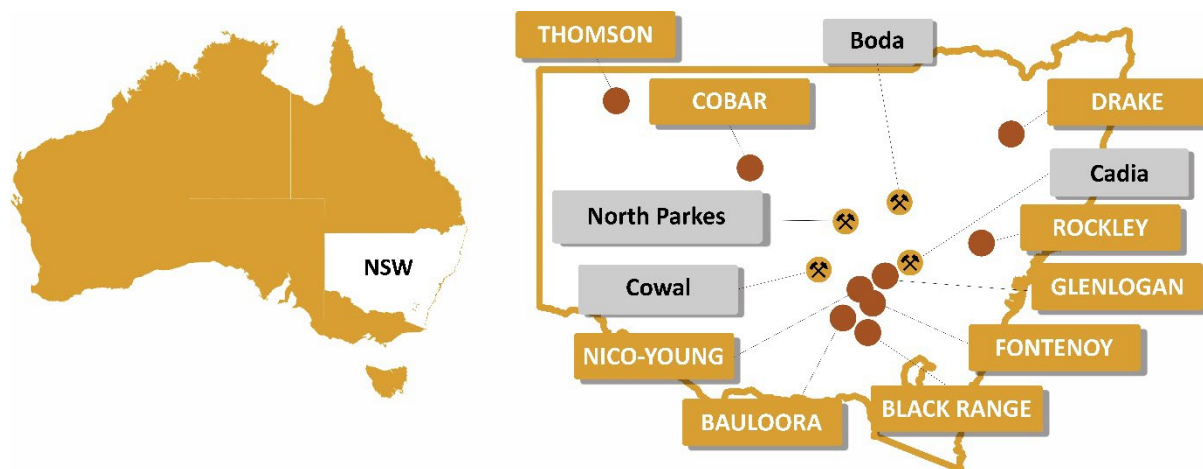 NSW
THOMSON
Boda
COBAR
DRAKE
Cadia
North Parkes
ROCKLEY
Cowal
GLENLOGAN
NICO-YOUNG
FONTENOY
BAULOORA
BLACK RANGE